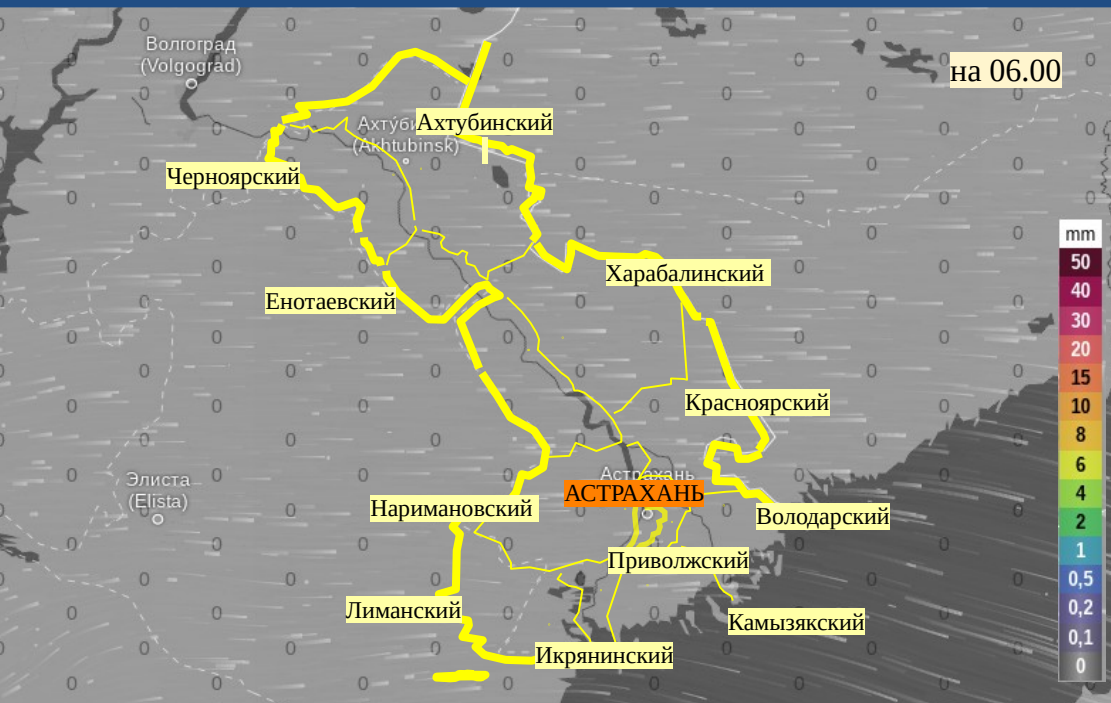 Волгоград
(Volgograd)
на 06.00
Ахтубинский
(Akhtubinsk)
Черноярский
mm
50
40
30
20
15
10
8
6
4
2
1
0,5
0,2
0,1
0
Харабалинский
Енотаевский
Красноярский
Астрахань
Элиста
(Elista)
АСТРАХАНЬ
Наримановский
Володарский
Приволжский
Лиманский
Камызякский
Икрянинский